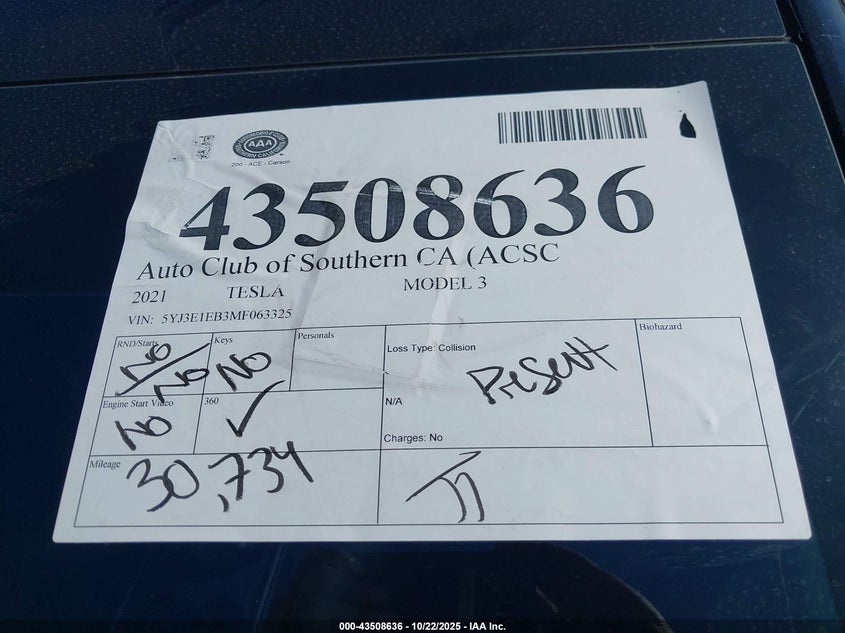 AAA
200 - ACE - Carson
43508636
Auto Club of Southern CA (ACSC
2021 TESLA MODEL 3
VIN: 5YJ3E1EB3MF063325
RND/Starts No/No
Keys No
Personals
Loss Type: Collision
Present
Biohazard
Engine Start Video No
360 ✓
N/A
Charges: No
Mileage 30,734
000-43508636 - 10/22/2025 - IAA Inc.